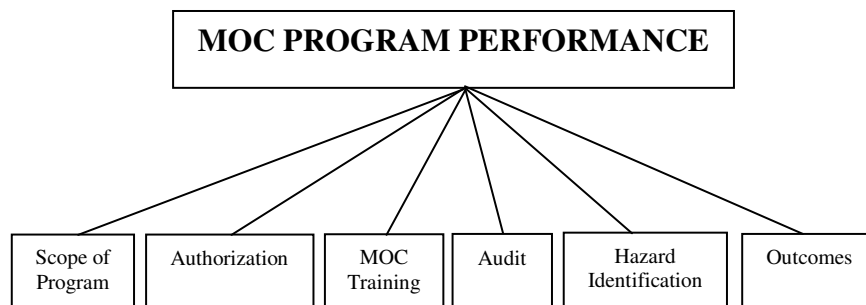 MOC PROGRAM PERFORMANCE
Scope of
Program
Authorization
MOC
Training
Audit
Hazard
Identification
Outcomes